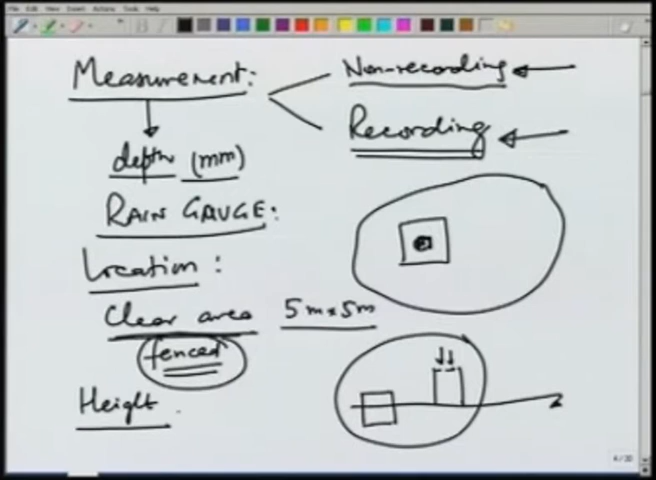 Measurement:
Non-recording
Recording
depth (mm)
RAIN GAUGE:
Location:
Clear area 5m x 5m
fenced
Height.